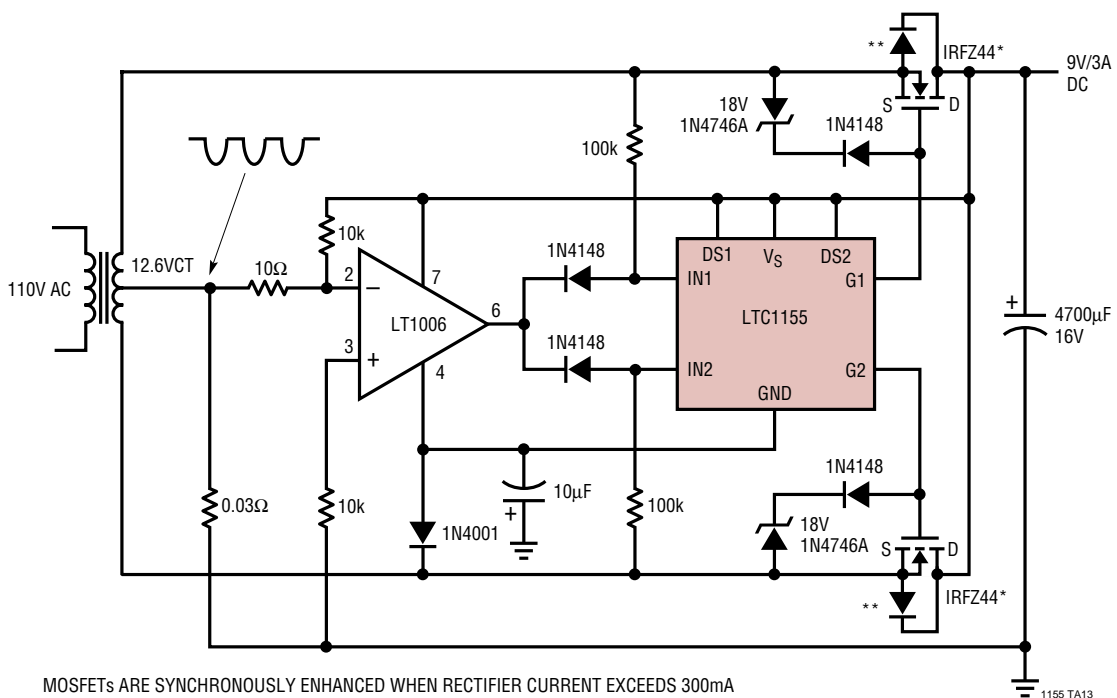 **
IRFZ44*
9V/3A
DC
S
D
18V
1N4746A
1N4148
100k
110V AC
12.6VCT
10Ω
10k
2
–
3
+
7
4
6
LT1006
1N4148
1N4148
DS1
VS
DS2
IN1
G1
LTC1155
IN2
G2
GND
+
4700µF
16V
0.03Ω
10k
1N4001
10µF
+
100k
1N4148
18V
1N4746A
S
D
**
IRFZ44*
MOSFETs ARE SYNCHRONOUSLY ENHANCED WHEN RECTIFIER CURRENT EXCEEDS 300mA
1155 TA13